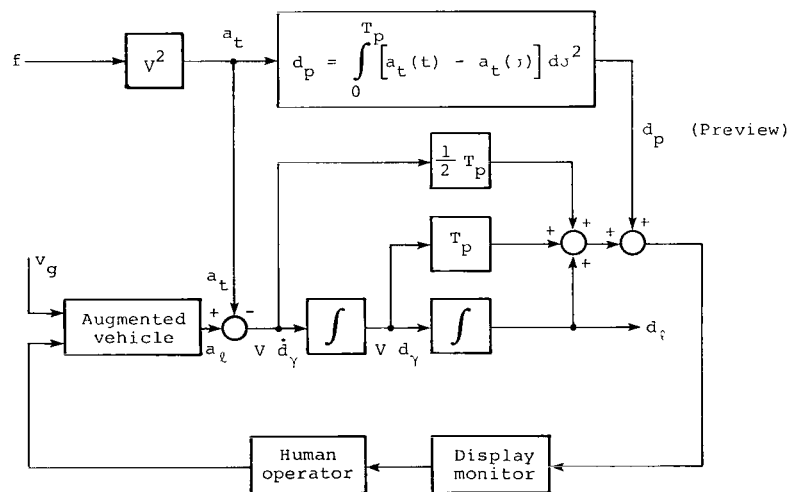 f
V²
a_t
d_p = ∫₀^{T_p} [a_t(t) - a_t(ℑ)] dℑ²
d_p (Preview)
½ T_p
+ +
T_p
+ + +
+
v_g
a_t
Augmented vehicle
+ -
a_ℓ
V ḋ_γ
∫
V d_γ
∫
Human operator
Display monitor